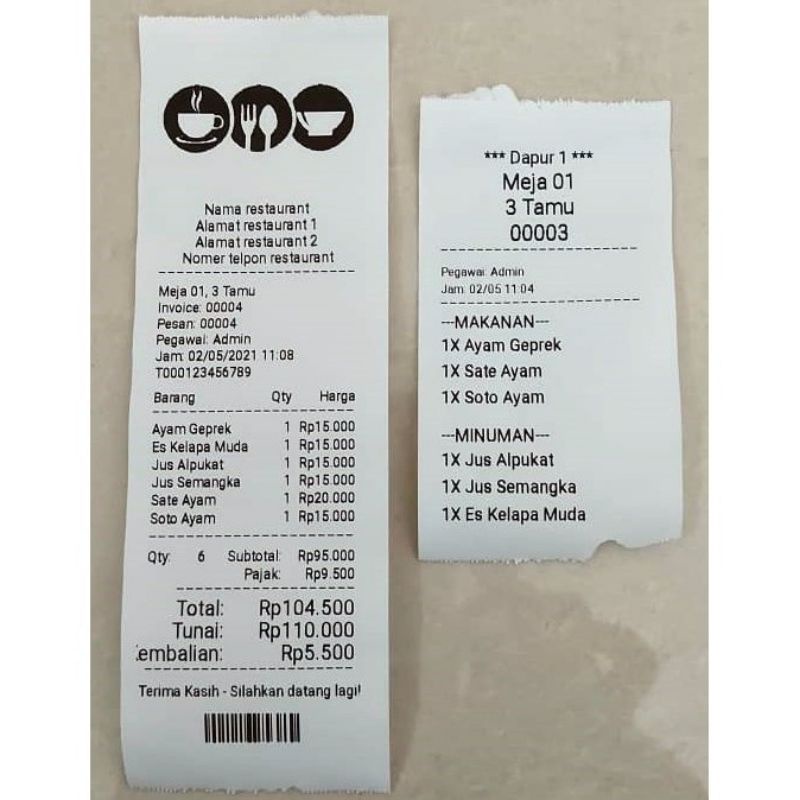 Nama restaurant
Alamat restaurant 1
Alamat restaurant 2
Nomer telpon restaurant
Meja 01, 3 Tamu
Invoice: 00004
Pesan: 00004
Pegawai: Admin
Jam: 02/05/2021 11:08
T000123456789
Barang Qty Harga
Ayam Geprek 1 Rp15.000
Es Kelapa Muda 1 Rp15.000
Jus Alpukat 1 Rp15.000
Jus Semangka 1 Rp15.000
Sate Ayam 1 Rp20.000
Soto Ayam 1 Rp15.000
Qty: 6 Subtotal: Rp95.000
Pajak: Rp9.500
Total: Rp104.500
Tunai: Rp110.000
embalian: Rp5.500
Terima Kasih - Silahkan datang lagi!
*** Dapur 1 ***
Meja 01
3 Tamu
00003
Pegawai: Admin
Jam: 02/05 11:04
---MAKANAN---
1X Ayam Geprek
1X Sate Ayam
1X Soto Ayam
---MINUMAN---
1X Jus Alpukat
1X Jus Semangka
1X Es Kelapa Muda